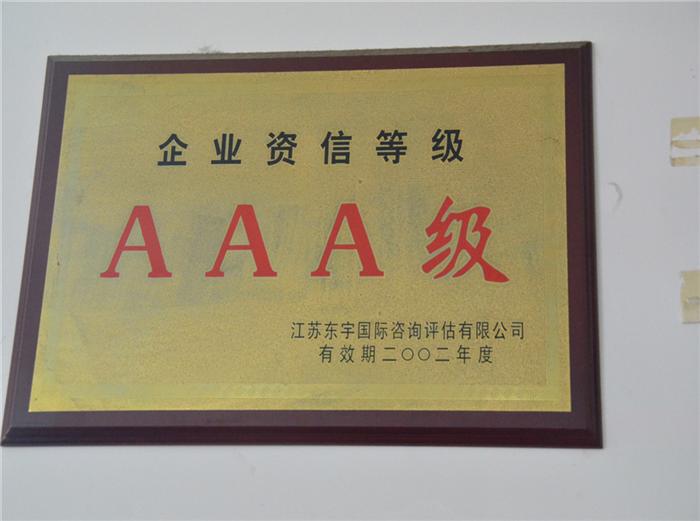 企业资信等级
AAA级
江苏东宇国际咨询评估有限公司
有效期二〇〇二年度